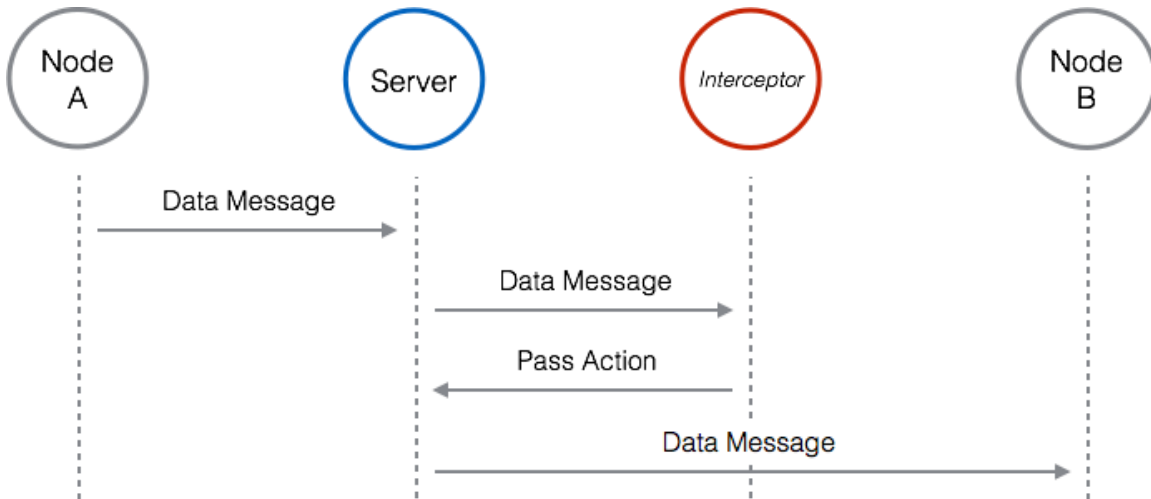 Node
A
Server
Interceptor
Node
B
Data Message
Data Message
Pass Action
Data Message